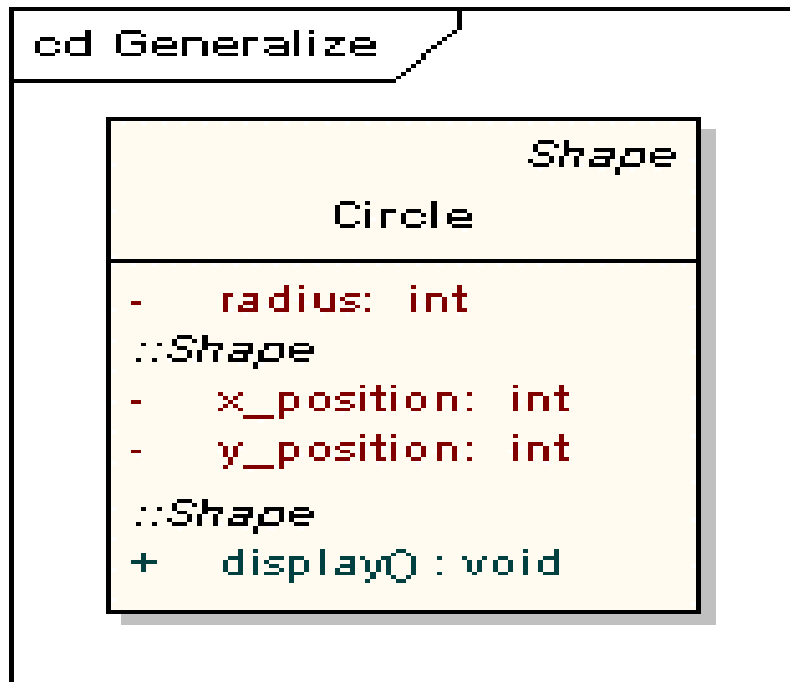 cd Generalize
Shape
Circle
- radius: int
::Shape
- x_position: int
- y_position: int
::Shape
+ display() : void